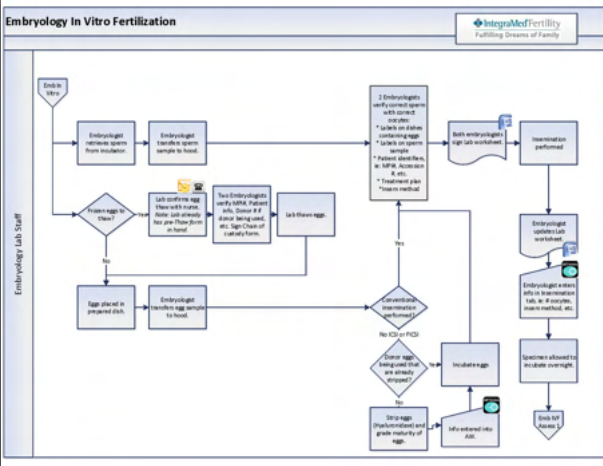 Embryology In Vitro Fertilization
IntegraMed Fertility
Fulfilling Dreams of Family
Embryology Lab Staff
Emb In
Vitro
Embryologist
retrieves sperm
from incubator.
Embryologist
transfers sperm
sample to hood.
2 Embryologists
verify correct sperm
with correct
oocytes:
* Labels on dishes
containing eggs
* Labels on sperm
sample
* Patient identifiers,
ie: MPI#, Accession
#, etc.
* Treatment plan
*Insem method
Both embryologists
sign Lab worksheet.
Insemination
performed
Frozen eggs to
thaw?
Yes
Lab confirms egg
thaw with nurse.
Note: Lab already
has pre-Thaw form
in hand.
Two Embryologists
verify MPI#, Patient
info, Donor # if
donor being used,
etc. Sign Chain of
custody form.
Lab thaws eggs.
No
Eggs placed in
prepared dish.
Embryologist
transfers egg sample
to hood.
Yes
Conventional
insemination
performed?
No ICSI or PICSI
Donor eggs
being used that
are already
stripped?
Yes
Incubate eggs
No
Strip eggs
(Hyaluronidase) and
grade maturity of
eggs.
Info entered into
Embryologist
updates Lab
worksheet.
Embryologist enters
info in Insemination
tab, ie: # oocytes,
insem method, etc.
Specimen allowed to
incubate overnight.
Emb IVF
Assess 1